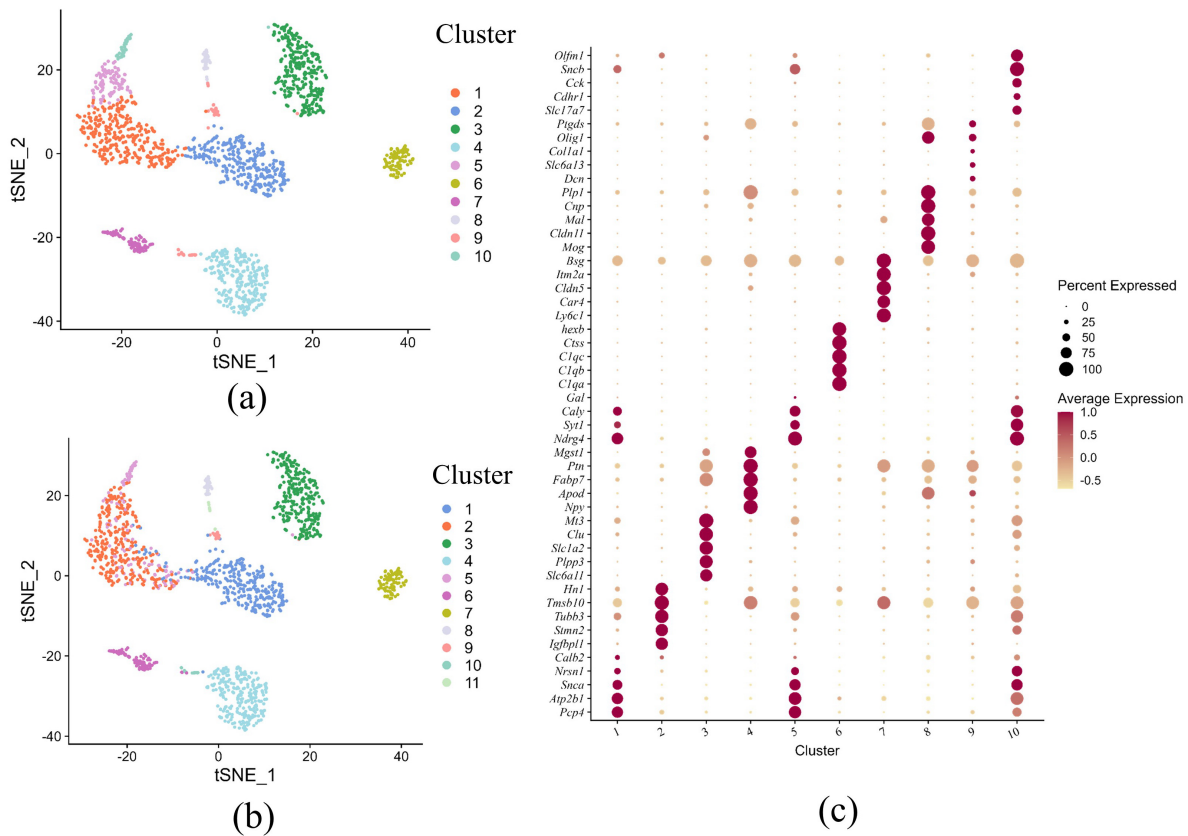 Cluster
1
2
3
4
5
6
7
8
9
10
tSNE_2
20
0
-20
-40
-20
0
20
40
tSNE_1
(a)
Cluster
1
2
3
4
5
6
7
8
9
10
11
tSNE_2
20
0
-20
-40
-20
0
20
40
tSNE_1
(b)
Olfm1
Sncb
Cck
Cdhr1
Slc17a7
Ptgds
Olig1
Col1a1
Slc6a13
Dcn
Plp1
Cnp
Mal
Cldn11
Mog
Bsg
Itm2a
Cldn5
Car4
Ly6c1
hexb
Ctss
C1qc
C1qb
C1qa
Gal
Caly
Syt1
Ndrg4
Mgst1
Ptn
Fabp7
Apod
Npy
Mt3
Clu
Slc1a2
Plpp3
Slc6a11
Hn1
Tmsb10
Tubb3
Stmn2
Igfbpl1
Calb2
Nrsn1
Snca
Atp2b1
Pcp4
1 2 3 4 5 6 7 8 9 10
Cluster
Percent Expressed
0
25
50
75
100
Average Expression
1.0
0.5
0.0
-0.5
(c)